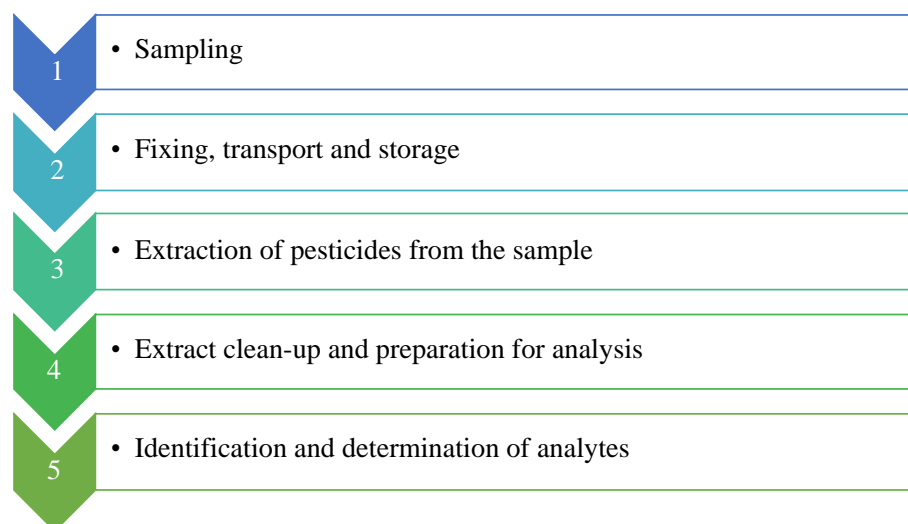 1
• Sampling
2
• Fixing, transport and storage
3
• Extraction of pesticides from the sample
4
• Extract clean-up and preparation for analysis
5
• Identification and determination of analytes